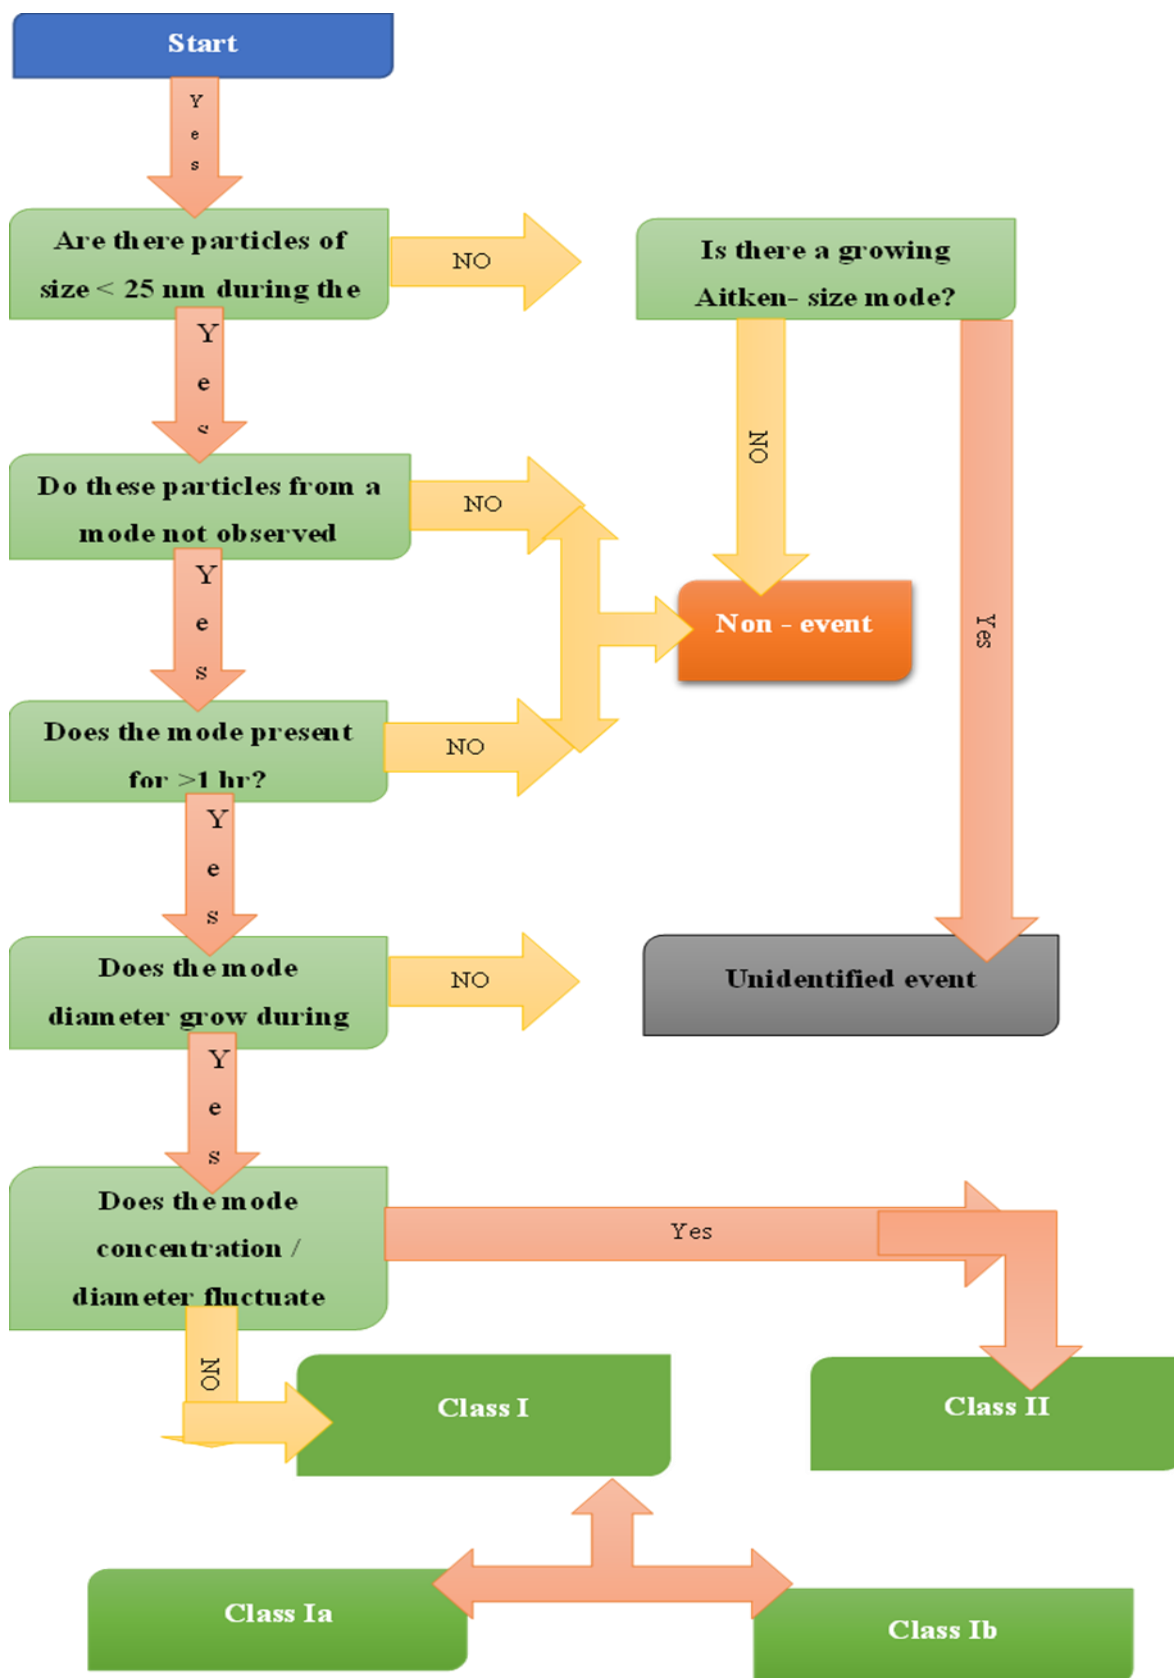 Start
Yes
Are there particles of
size < 25 nm during the
NO
Is there a growing
Aitken- size mode?
Yes
NO
Yes
Do these particles from a
mode not observed
NO
Yes
Non - event
Does the mode present
for >1 hr?
NO
Yes
Does the mode
diameter grow during
NO
Unidentified event
Yes
Does the mode
concentration /
diameter fluctuate
Yes
NO
Class I
Class II
Class Ia
Class Ib